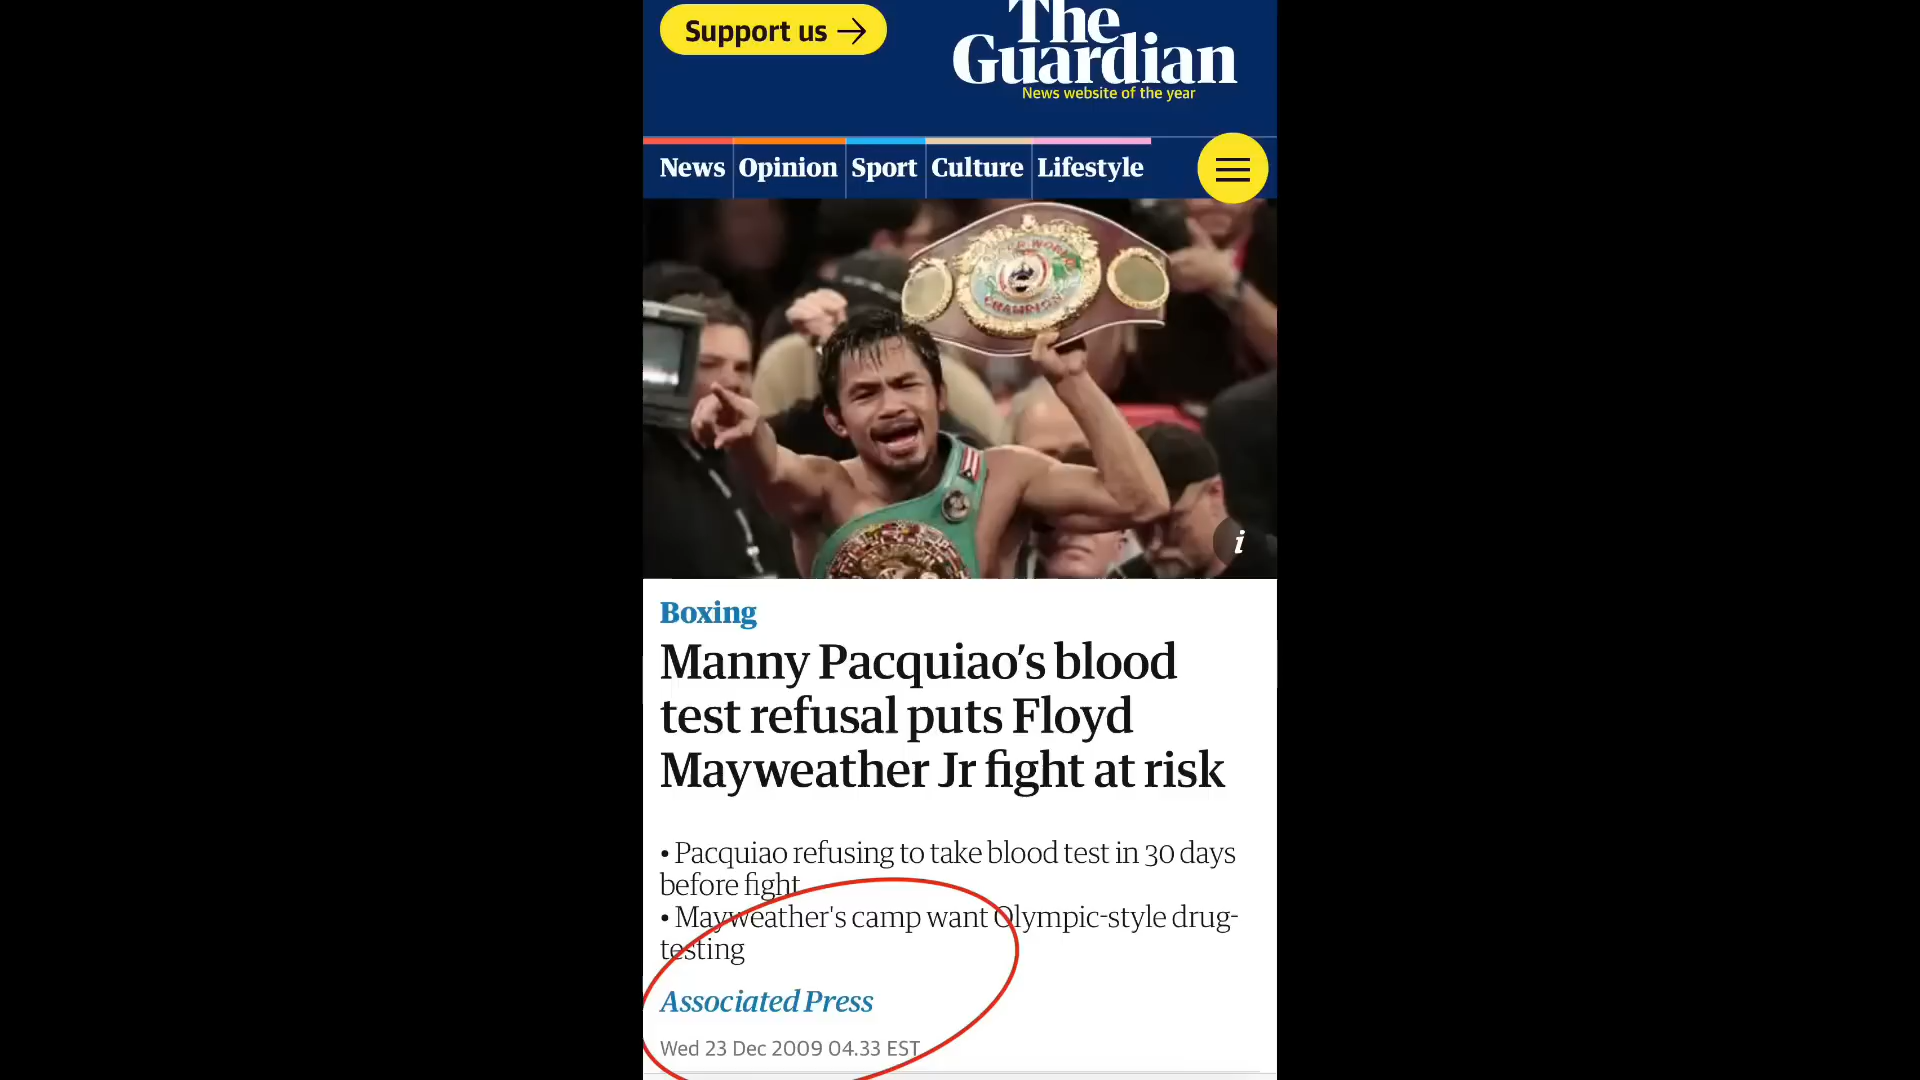 Support us
The
Guardian
News website of the year
News Opinion Sport Culture Lifestyle
CHAMPION
i
Boxing
Manny Pacquiao’s blood
test refusal puts Floyd
Mayweather Jr fight at risk
• Pacquiao refusing to take blood test in 30 days
before fight
• Mayweather's camp want Olympic-style drug-
testing
Associated Press
Wed 23 Dec 2009 04.33 EST